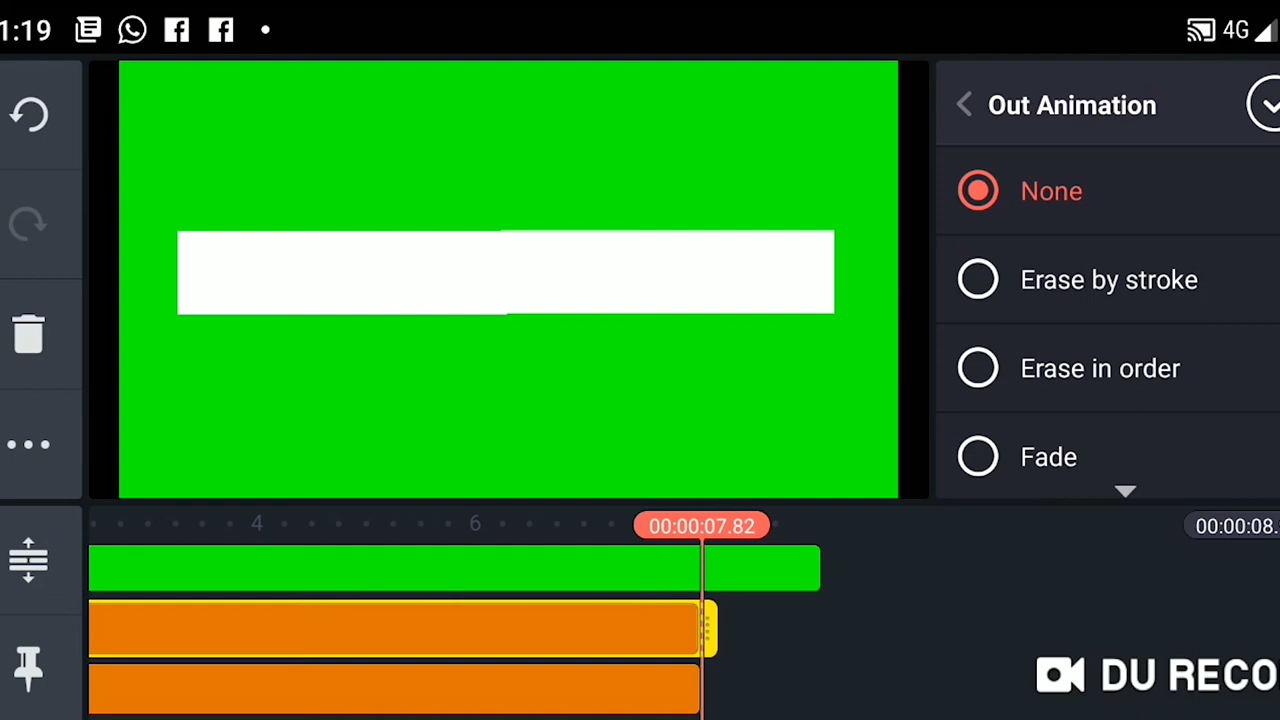 1:19
4G
Out Animation
None
Erase by stroke
Erase in order
Fade
4
6
00:00:07.82
00:00:08.
DU RECO